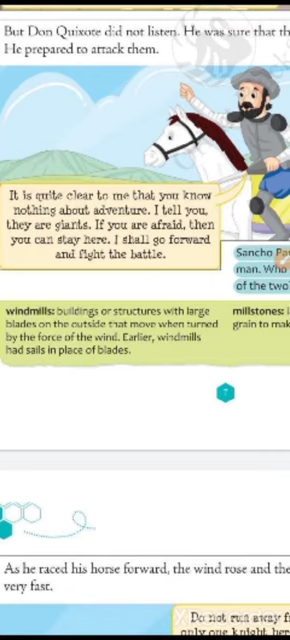 But Don Quixote did not listen. He was sure that th
He prepared to attack them.
It is quite clear to me that you know
nothing about adventure. I tell you,
they are giants. If you are afraid, then
you can stay here. I shall go forward
and fight the battle.
Sancho Pa
man. Who
of the two
windmills: buildings or structures with large
blades on the outside that move when turned
by the force of the wind. Earlier, windmills
had sails in place of blades.
millstones: l
grain to mak
7
As he raced his horse forward, the wind rose and the
very fast.
Do not run away f
only one knight her